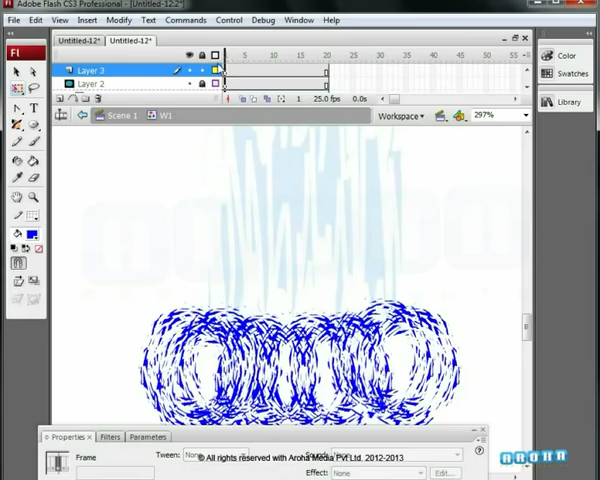 Adobe Flash CS3 Professional - [Untitled-12:2*]
File Edit View Insert Modify Text Commands Control Debug Window Help
Untitled-12* Untitled-12*
5 10 15 20 25 30 35 40 45 50 55
Layer 3
Layer 2
1 25.0 fps 0.0s
Scene 1 W1 Workspace 297%
Color
Swatches
Library
Properties Filters Parameters
Frame Tween: None
© All rights reserved with Aroha Media Pvt Ltd. 2012-2013
Effect: None Edit...
AROHA